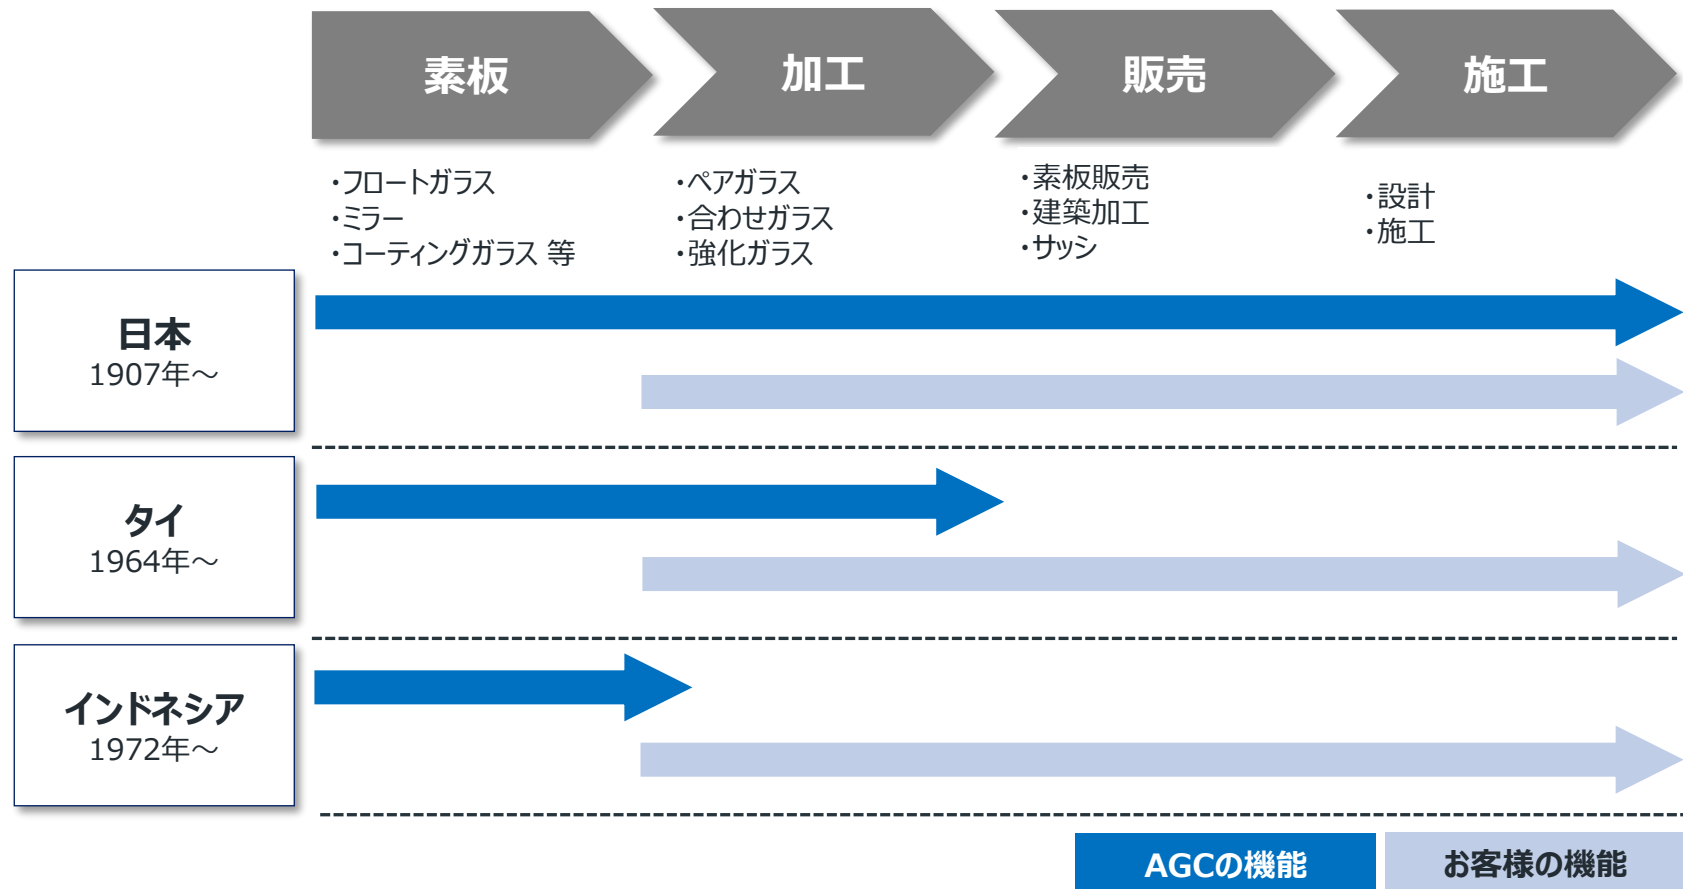 素板
加工
販売
施工
・フロートガラス
・ミラー
・コーティングガラス 等
・ペアガラス
・合わせガラス
・強化ガラス
・素板販売
・建築加工
・サッシ
・設計
・施工
日本
1907年～
タイ
1964年～
インドネシア
1972年～
AGCの機能
お客様の機能